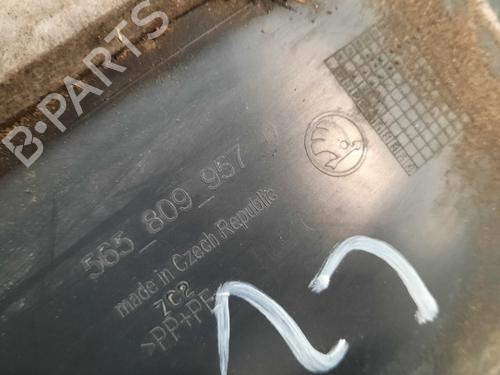 B-PARTS
565 809 957
made in Czech Republic
7C2
>PP+PE